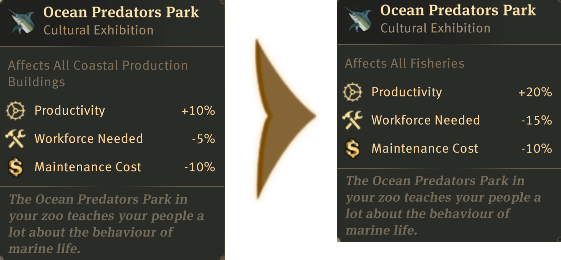 Ocean Predators Park
Cultural Exhibition
Affects All Coastal Production
Buildings
Productivity +10%
Workforce Needed -5%
Maintenance Cost -10%
The Ocean Predators Park in
your zoo teaches your people a
lot about the behaviour of
marine life.
Ocean Predators Park
Cultural Exhibition
Affects All Fisheries
Productivity +20%
Workforce Needed -15%
Maintenance Cost -10%
The Ocean Predators Park in
your zoo teaches your people a
lot about the behaviour of
marine life.